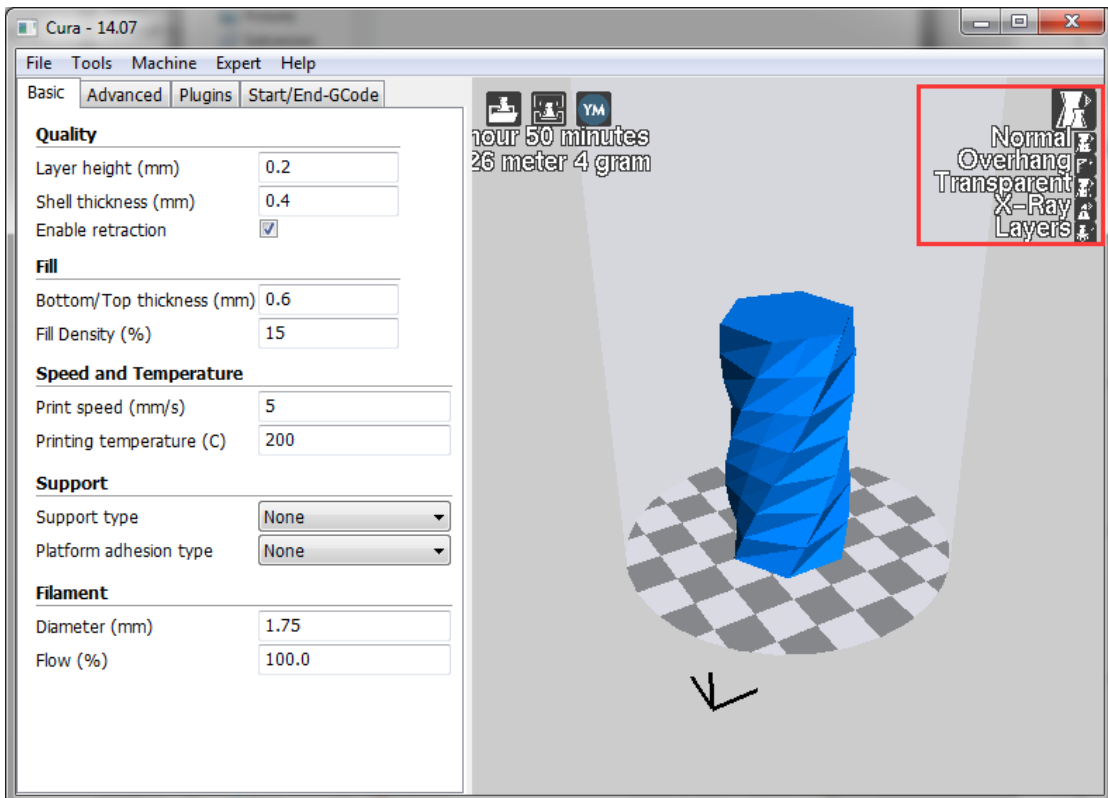 Cura - 14.07
File Tools Machine Expert Help
Basic Advanced Plugins Start/End-GCode
Quality
Layer height (mm) 0.2
Shell thickness (mm) 0.4
Enable retraction
Fill
Bottom/Top thickness (mm) 0.6
Fill Density (%) 15
Speed and Temperature
Print speed (mm/s) 5
Printing temperature (C) 200
Support
Support type None
Platform adhesion type None
Filament
Diameter (mm) 1.75
Flow (%) 100.0
YM
hour 50 minutes
26 meter 4 gram
Normal
Overhang
Transparent
X-Ray
Layers